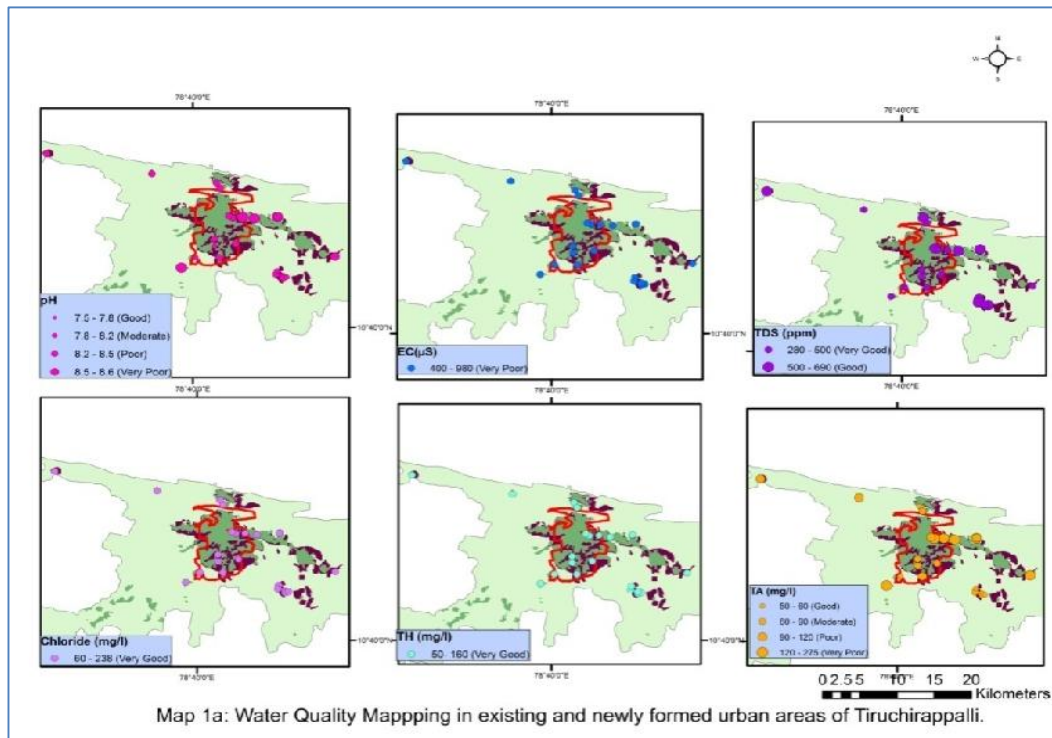 N
W E
S
78°40'0"E
78°40'0"E
78°40'0"E
pH
7.5 - 7.8 (Good)
7.8 - 8.2 (Moderate)
8.2 - 8.5 (Poor)
8.5 - 8.6 (Very Poor)
10°40'0"N
EC(µS)
400 - 980 (Very Poor)
10°40'0"N
TDS (ppm)
280 - 500 (Very Good)
500 - 690 (Good)
78°40'0"E
78°40'0"E
78°40'0"E
Chloride (mg/l)
60 - 238 (Very Good)
10°40'0"N
TH (mg/l)
50 - 160 (Very Good)
10°40'0"N
TA (mg/l)
(Good)
(Moderate)
90 - 120 (Poor)
120 - 275 (Very Poor)
78°40'0"E
78°40'0"E
0 2.5 5 10 15 20
Kilometers
Map 1a: Water Quality Mappping in existing and newly formed urban areas of Tiruchirappalli.